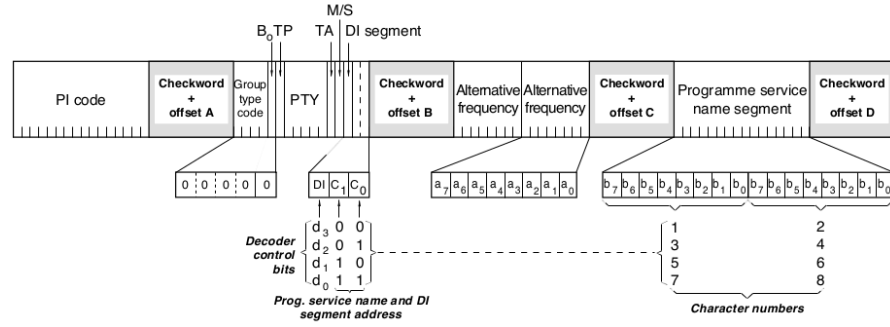 M/S
B₀ TP TA DI segment
PI code
Checkword + offset A
Group type code
PTY
Checkword + offset B
Alternative frequency
Alternative frequency
Checkword + offset C
Programme service name segment
Checkword + offset D
0 0 0 0 0
DI C₁ C₀
a₇ a₆ a₅ a₄ a₃ a₂ a₁ a₀
b₇ b₆ b₅ b₄ b₃ b₂ b₁ b₀ b₇ b₆ b₅ b₄ b₃ b₂ b₁ b₀
Decoder control bits
d₃ 0 0
d₂ 0 1
d₁ 1 0
d₀ 1 1
1 2
3 4
5 6
7 8
Prog. service name and DI
segment address
Character numbers